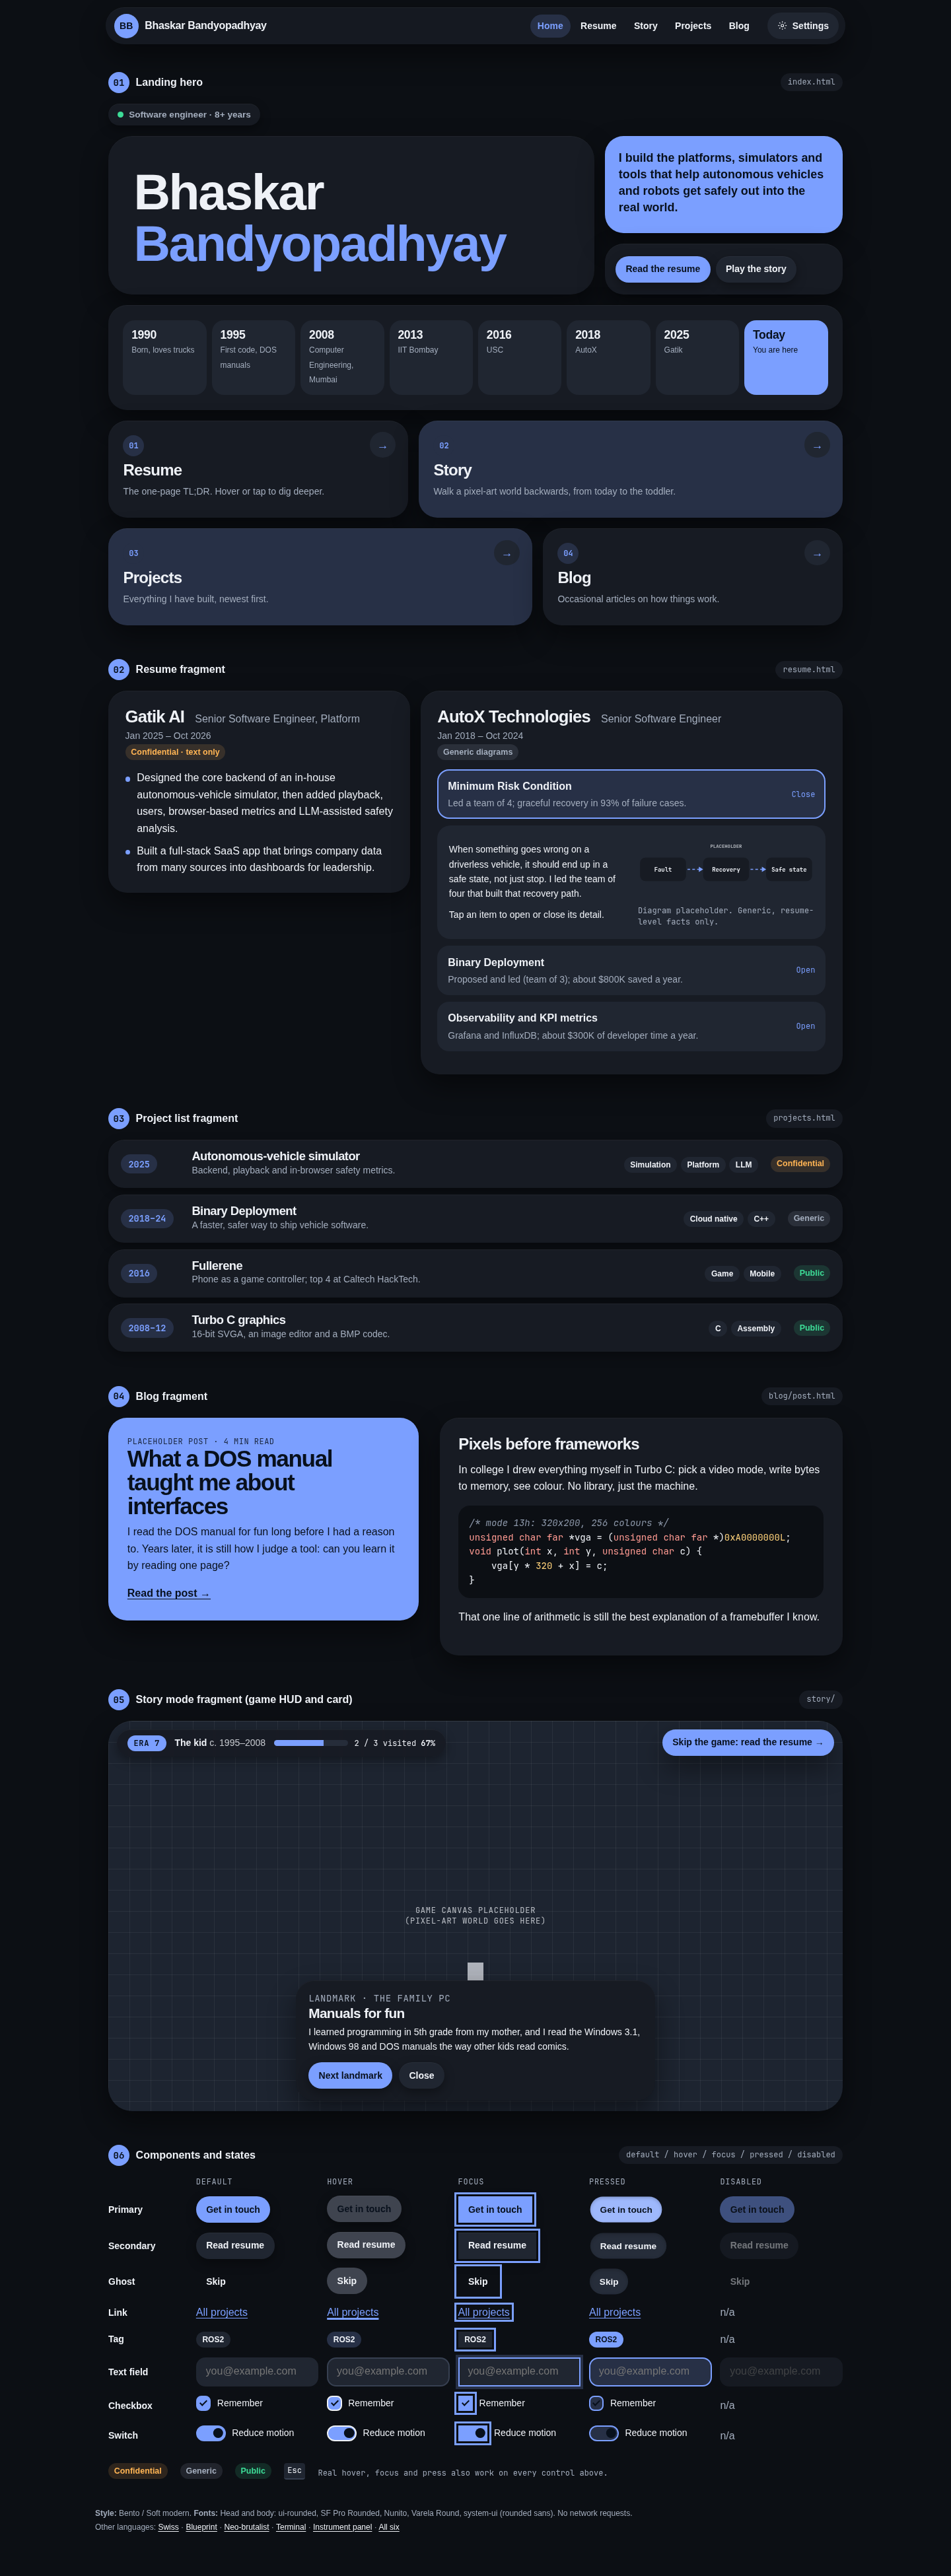 BB Bhaskar Bandyopadhyay Home Resume Story Projects Blog Settings
01 Landing hero index.html
Software engineer · 8+ years
Bhaskar
Bandyopadhyay
I build the platforms, simulators and
tools that help autonomous vehicles
and robots get safely out into the
real world.
Read the resume Play the story
1990
Born, loves trucks
1995
First code, DOS
manuals
2008
Computer
Engineering,
Mumbai
2013
IIT Bombay
2016
USC
2018
AutoX
2025
Gatik
Today
You are here
01 →
Resume
The one-page TL;DR. Hover or tap to dig deeper.
02 →
Story
Walk a pixel-art world backwards, from today to the toddler.
03 →
Projects
Everything I have built, newest first.
04 →
Blog
Occasional articles on how things work.
02 Resume fragment resume.html
Gatik AI Senior Software Engineer, Platform
Jan 2025 – Oct 2026
Confidential · text only
Designed the core backend of an in-house
autonomous-vehicle simulator, then added playback,
users, browser-based metrics and LLM-assisted safety
analysis.
Built a full-stack SaaS app that brings company data
from many sources into dashboards for leadership.
AutoX Technologies Senior Software Engineer
Jan 2018 – Oct 2024
Generic diagrams
Minimum Risk Condition
Led a team of 4; graceful recovery in 93% of failure cases.
Close
When something goes wrong on a
driverless vehicle, it should end up in a
safe state, not just stop. I led the team of
four that built that recovery path.
Tap an item to open or close its detail.
PLACEHOLDER
Fault Recovery Safe state
Diagram placeholder. Generic, resume-
level facts only.
Binary Deployment
Proposed and led (team of 3); about $800K saved a year.
Open
Observability and KPI metrics
Grafana and InfluxDB; about $300K of developer time a year.
Open
03 Project list fragment projects.html
2025 Autonomous-vehicle simulator
Backend, playback and in-browser safety metrics.
Simulation Platform LLM Confidential
2018–24 Binary Deployment
A faster, safer way to ship vehicle software.
Cloud native C++ Generic
2016 Fullerene
Phone as a game controller; top 4 at Caltech HackTech.
Game Mobile Public
2008–12 Turbo C graphics
16-bit SVGA, an image editor and a BMP codec.
C Assembly Public
04 Blog fragment blog/post.html
PLACEHOLDER POST · 4 MIN READ
What a DOS manual
taught me about
interfaces
I read the DOS manual for fun long before I had a reason
to. Years later, it is still how I judge a tool: can you learn it
by reading one page?
Read the post →
Pixels before frameworks
In college I drew everything myself in Turbo C: pick a video mode, write bytes
to memory, see colour. No library, just the machine.
/* mode 13h: 320x200, 256 colours */
unsigned char far *vga = (unsigned char far *)0xA0000000L;
void plot(int x, int y, unsigned char c) {
vga[y * 320 + x] = c;
}
That one line of arithmetic is still the best explanation of a framebuffer I know.
05 Story mode fragment (game HUD and card) story/
ERA 7 The kid c. 1995–2008 2 / 3 visited 67% Skip the game: read the resume →
GAME CANVAS PLACEHOLDER
(PIXEL-ART WORLD GOES HERE)
LANDMARK · THE FAMILY PC
Manuals for fun
I learned programming in 5th grade from my mother, and I read the Windows 3.1,
Windows 98 and DOS manuals the way other kids read comics.
Next landmark Close
06 Components and states default / hover / focus / pressed / disabled
DEFAULT HOVER FOCUS PRESSED DISABLED
Primary Get in touch Get in touch Get in touch Get in touch Get in touch
Secondary Read resume Read resume Read resume Read resume Read resume
Ghost Skip Skip Skip Skip Skip
Link All projects All projects All projects All projects n/a
Tag ROS2 ROS2 ROS2 ROS2 n/a
Text field you@example.com you@example.com you@example.com you@example.com you@example.com
Checkbox Remember Remember Remember Remember n/a
Switch Reduce motion Reduce motion Reduce motion Reduce motion n/a
Confidential Generic Public Esc Real hover, focus and press also work on every control above.
Style: Bento / Soft modern. Fonts: Head and body: ui-rounded, SF Pro Rounded, Nunito, Varela Round, system-ui (rounded sans). No network requests.
Other languages: Swiss · Blueprint · Neo-brutalist · Terminal · Instrument panel · All six